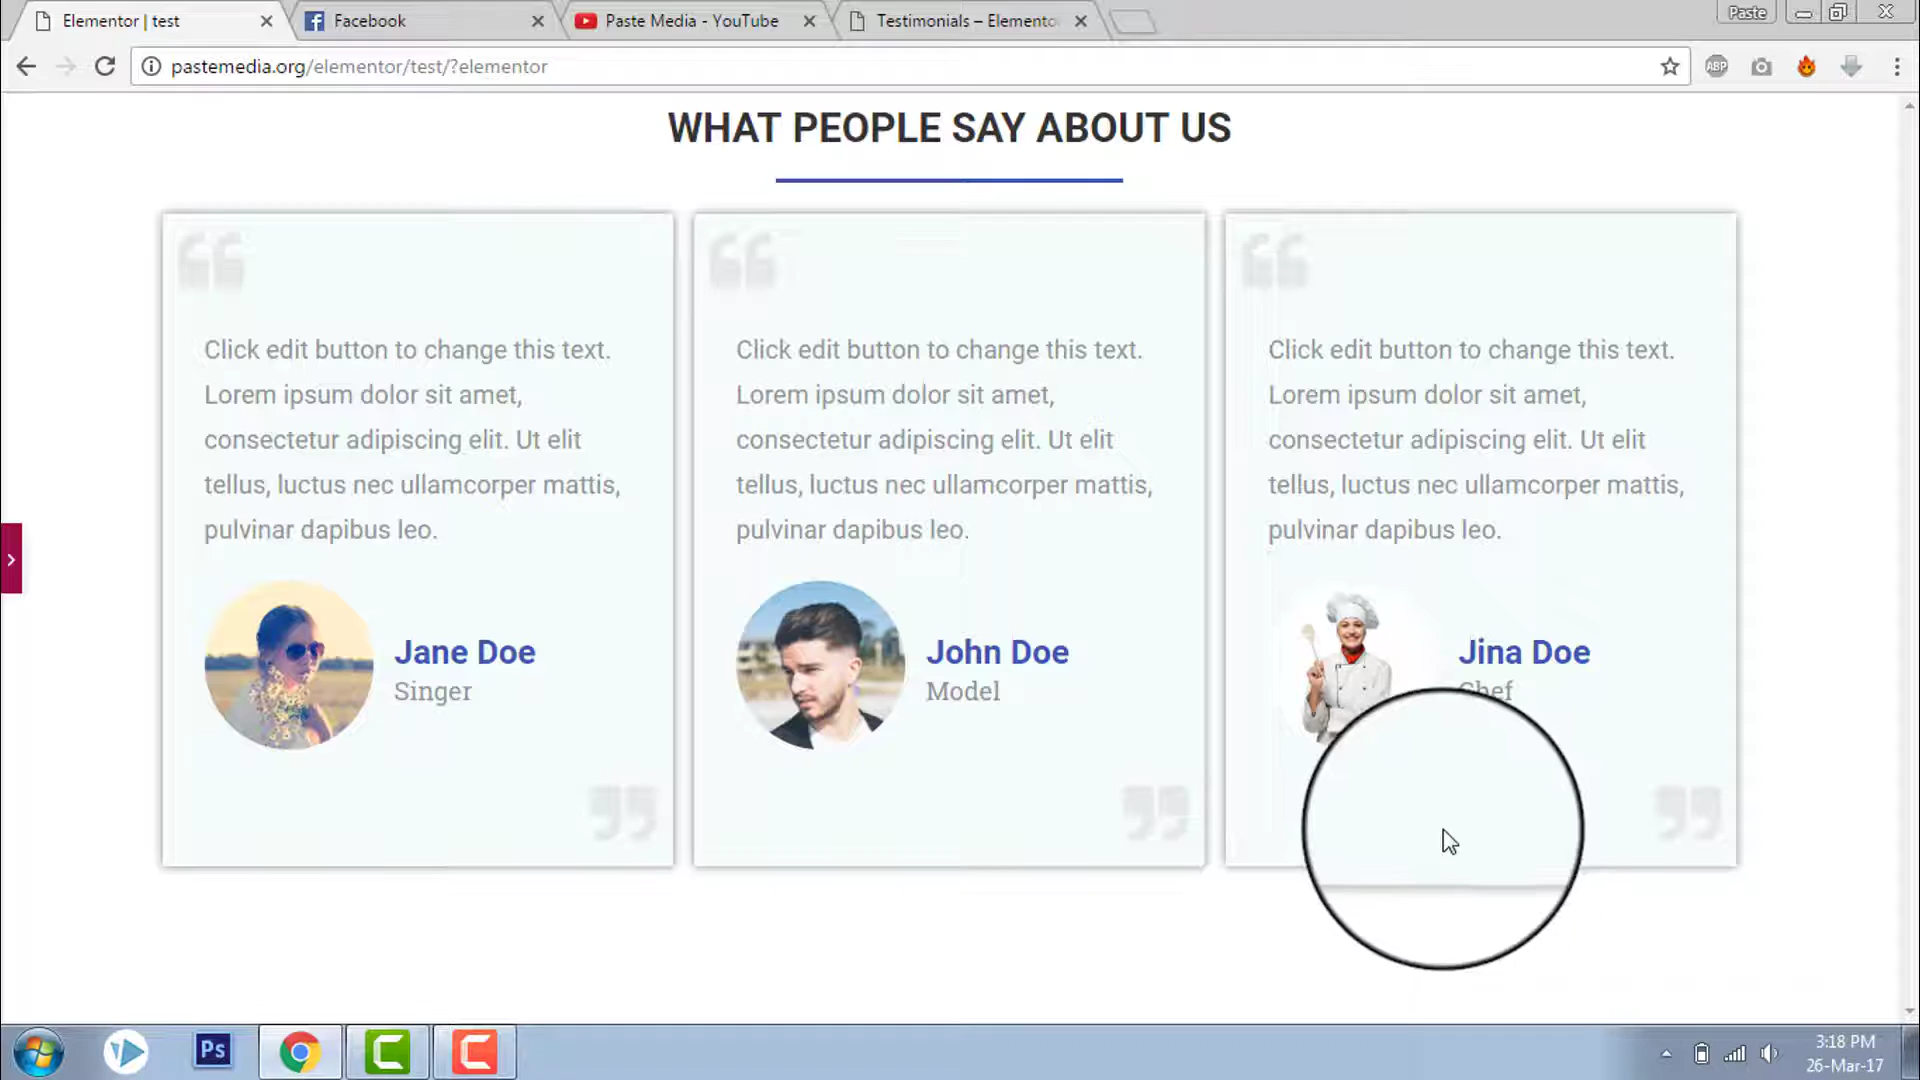 Elementor | test
Facebook
Paste Media - YouTube
Testimonials – Elemento
Paste
pastemedia.org/elementor/test/?elementor
ABP
WHAT PEOPLE SAY ABOUT US
Click edit button to change this text.
Lorem ipsum dolor sit amet,
consectetur adipiscing elit. Ut elit
tellus, luctus nec ullamcorper mattis,
pulvinar dapibus leo.
Jane Doe
Singer
Click edit button to change this text.
Lorem ipsum dolor sit amet,
consectetur adipiscing elit. Ut elit
tellus, luctus nec ullamcorper mattis,
pulvinar dapibus leo.
John Doe
Model
Click edit button to change this text.
Lorem ipsum dolor sit amet,
consectetur adipiscing elit. Ut elit
tellus, luctus nec ullamcorper mattis,
pulvinar dapibus leo.
Jina Doe
Chef
Ps
3:18 PM
26-Mar-17